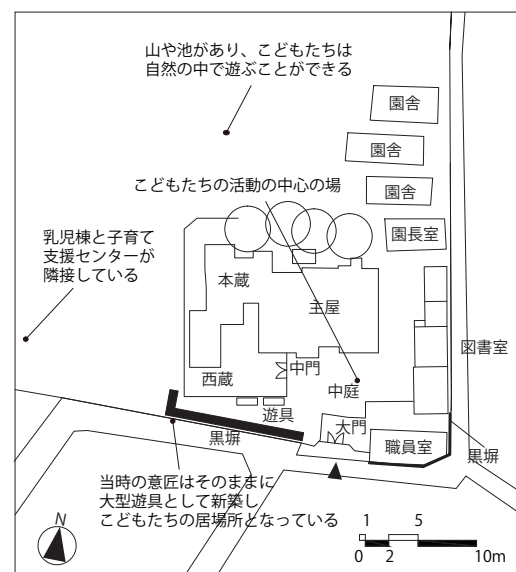 山や池があり、こどもたちは
自然の中で遊ぶことができる
園舎
園舎
こどもたちの活動の中心の場
園舎
園長室
乳児棟と子育て
支援センターが
隣接している
本蔵
主屋
図書室
中門
西蔵
中庭
遊具
大門
黒塀
職員室
黒塀
当時の意匠はそのままに
大型遊具として新築し
こどもたちの居場所となっている
N
1 5
0 2 10m